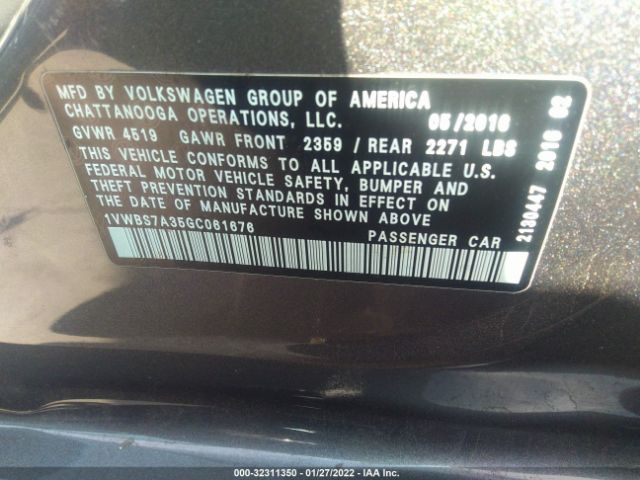 MFD BY VOLKSWAGEN GROUP OF AMERICA
CHATTANOOGA OPERATIONS, LLC. 05/2016
GVWR 4519 GAWR FRONT 2359 / REAR 2271 LBS
THIS VEHICLE CONFORMS TO ALL APPLICABLE U.S.
FEDERAL MOTOR VEHICLE SAFETY, BUMPER AND
THEFT PREVENTION STANDARDS IN EFFECT ON
THE DATE OF MANUFACTURE SHOWN ABOVE
1VWBS7A35GC061676
PASSENGER CAR
2130447 2016 02
000-32311350 - 01/27/2022 - IAA Inc.